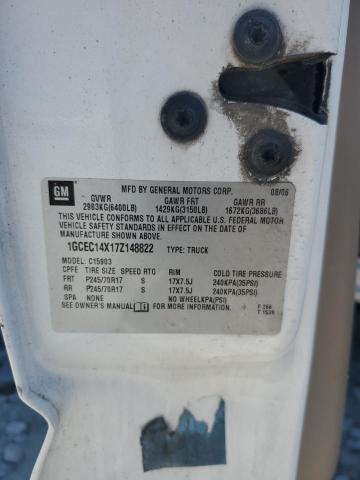 GM
MFD BY GENERAL MOTORS CORP. 08/06
GVWR GAWR FRT GAWR RR
2903KG(6400LB) 1429KG(3150LB) 1672KG(3686LB)
THIS VEHICLE CONFORMS TO ALL APPLICABLE U.S. FEDERAL MOTOR
VEHICLE SAFETY STANDARDS IN EFFECT ON THE DATE OF
MANUFACTURE SHOWN ABOVE.
1GCEC14X17Z148822 TYPE: TRUCK
MODEL: C15903
CPFE TIRE SIZE SPEED RTG RIM COLD TIRE PRESSURE
FRT P245/70R17 S 17X7.5J 240KPA(35PSI)
RR P245/70R17 S 17X7.5J 240KPA(35PSI)
SPA NONE NO WHEELKPA(PSI)
SEE OWNER'S MANUAL FOR MORE INFORMATION.